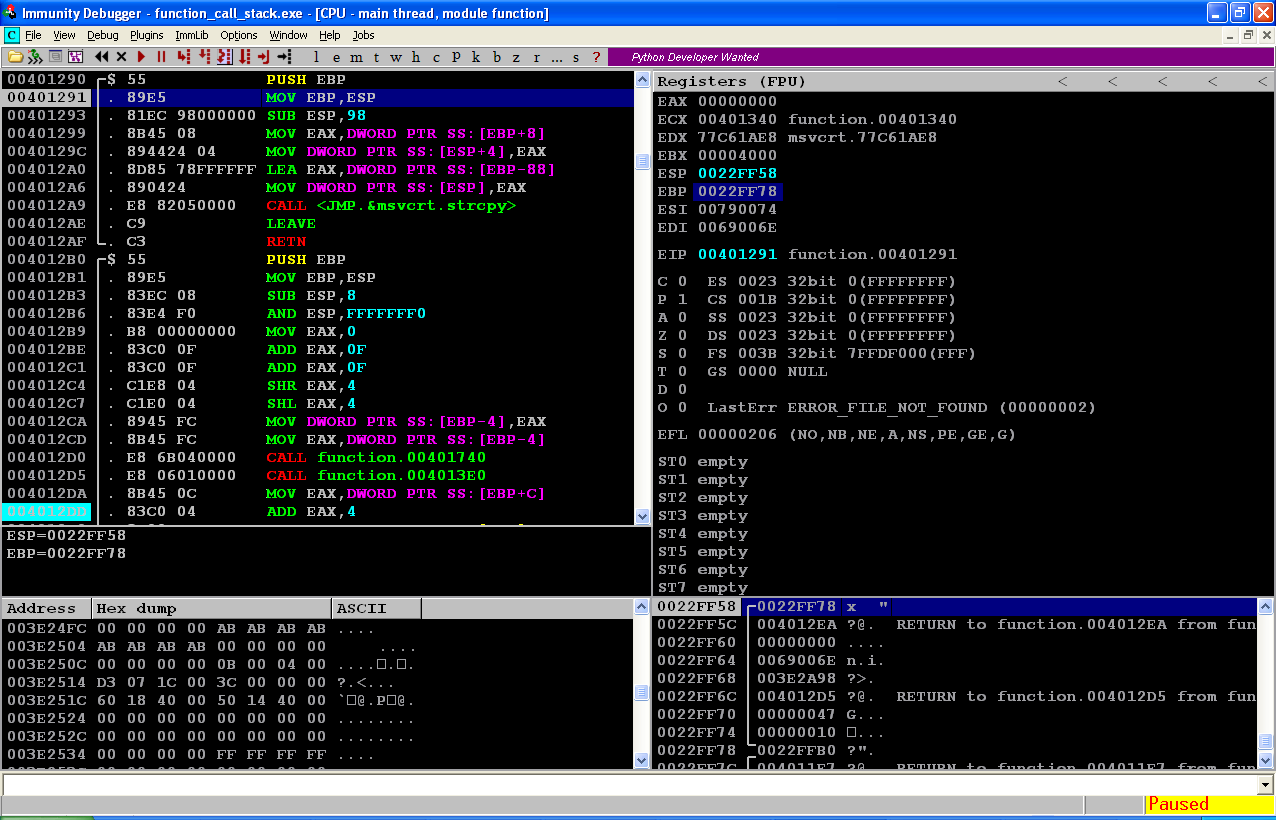 Immunity Debugger - function_call_stack.exe - [CPU - main thread, module function]
C File View Debug Plugins ImmLib Options Window Help Jobs
l e m t w h c P k b z r ... s ? Python Developer Wanted
00401290 $ 55 PUSH EBP
00401291 . 89E5 MOV EBP,ESP
00401293 . 81EC 98000000 SUB ESP,98
00401299 . 8B45 08 MOV EAX,DWORD PTR SS:[EBP+8]
0040129C . 894424 04 MOV DWORD PTR SS:[ESP+4],EAX
004012A0 . 8D85 78FFFFFF LEA EAX,DWORD PTR SS:[EBP-88]
004012A6 . 890424 MOV DWORD PTR SS:[ESP],EAX
004012A9 . E8 82050000 CALL <JMP.&msvcrt.strcpy>
004012AE . C9 LEAVE
004012AF . C3 RETN
004012B0 $ 55 PUSH EBP
004012B1 . 89E5 MOV EBP,ESP
004012B3 . 83EC 08 SUB ESP,8
004012B6 . 83E4 F0 AND ESP,FFFFFFF0
004012B9 . B8 00000000 MOV EAX,0
004012BE . 83C0 0F ADD EAX,0F
004012C1 . 83C0 0F ADD EAX,0F
004012C4 . C1E8 04 SHR EAX,4
004012C7 . C1E0 04 SHL EAX,4
004012CA . 8945 FC MOV DWORD PTR SS:[EBP-4],EAX
004012CD . 8B45 FC MOV EAX,DWORD PTR SS:[EBP-4]
004012D0 . E8 6B040000 CALL function.00401740
004012D5 . E8 06010000 CALL function.004013E0
004012DA . 8B45 0C MOV EAX,DWORD PTR SS:[EBP+C]
004012DD . 83C0 04 ADD EAX,4
ESP=0022FF58
EBP=0022FF78
Registers (FPU) < < < < <
EAX 00000000
ECX 00401340 function.00401340
EDX 77C61AE8 msvcrt.77C61AE8
EBX 00004000
ESP 0022FF58
EBP 0022FF78
ESI 00790074
EDI 0069006E
EIP 00401291 function.00401291
C 0 ES 0023 32bit 0(FFFFFFFF)
P 1 CS 001B 32bit 0(FFFFFFFF)
A 0 SS 0023 32bit 0(FFFFFFFF)
Z 0 DS 0023 32bit 0(FFFFFFFF)
S 0 FS 003B 32bit 7FFDF000(FFF)
T 0 GS 0000 NULL
D 0
O 0 LastErr ERROR_FILE_NOT_FOUND (00000002)
EFL 00000206 (NO,NB,NE,A,NS,PE,GE,G)
ST0 empty
ST1 empty
ST2 empty
ST3 empty
ST4 empty
ST5 empty
ST6 empty
ST7 empty
Address Hex dump ASCII
003E24FC 00 00 00 00 AB AB AB AB ....
003E2504 AB AB AB AB 00 00 00 00 ....
003E250C 00 00 00 00 0B 00 04 00 ....□.□.
003E2514 D3 07 1C 00 3C 00 00 00 ?.<...
003E251C 60 18 40 00 50 14 40 00 `□@.P□@.
003E2524 00 00 00 00 00 00 00 00 ........
003E252C 00 00 00 00 00 00 00 00 ........
003E2534 00 00 00 00 FF FF FF FF ....
0022FF58 0022FF78 x "
0022FF5C 004012EA ?@. RETURN to function.004012EA from fun
0022FF60 00000000 ....
0022FF64 0069006E n.i.
0022FF68 003E2A98 ?>.
0022FF6C 004012D5 ?@. RETURN to function.004012D5 from fun
0022FF70 00000047 G...
0022FF74 00000010 □...
0022FF78 0022FFB0 ?".
0022FF7C 004011E7 ?@. RETURN to function.004011E7 from fun
Paused